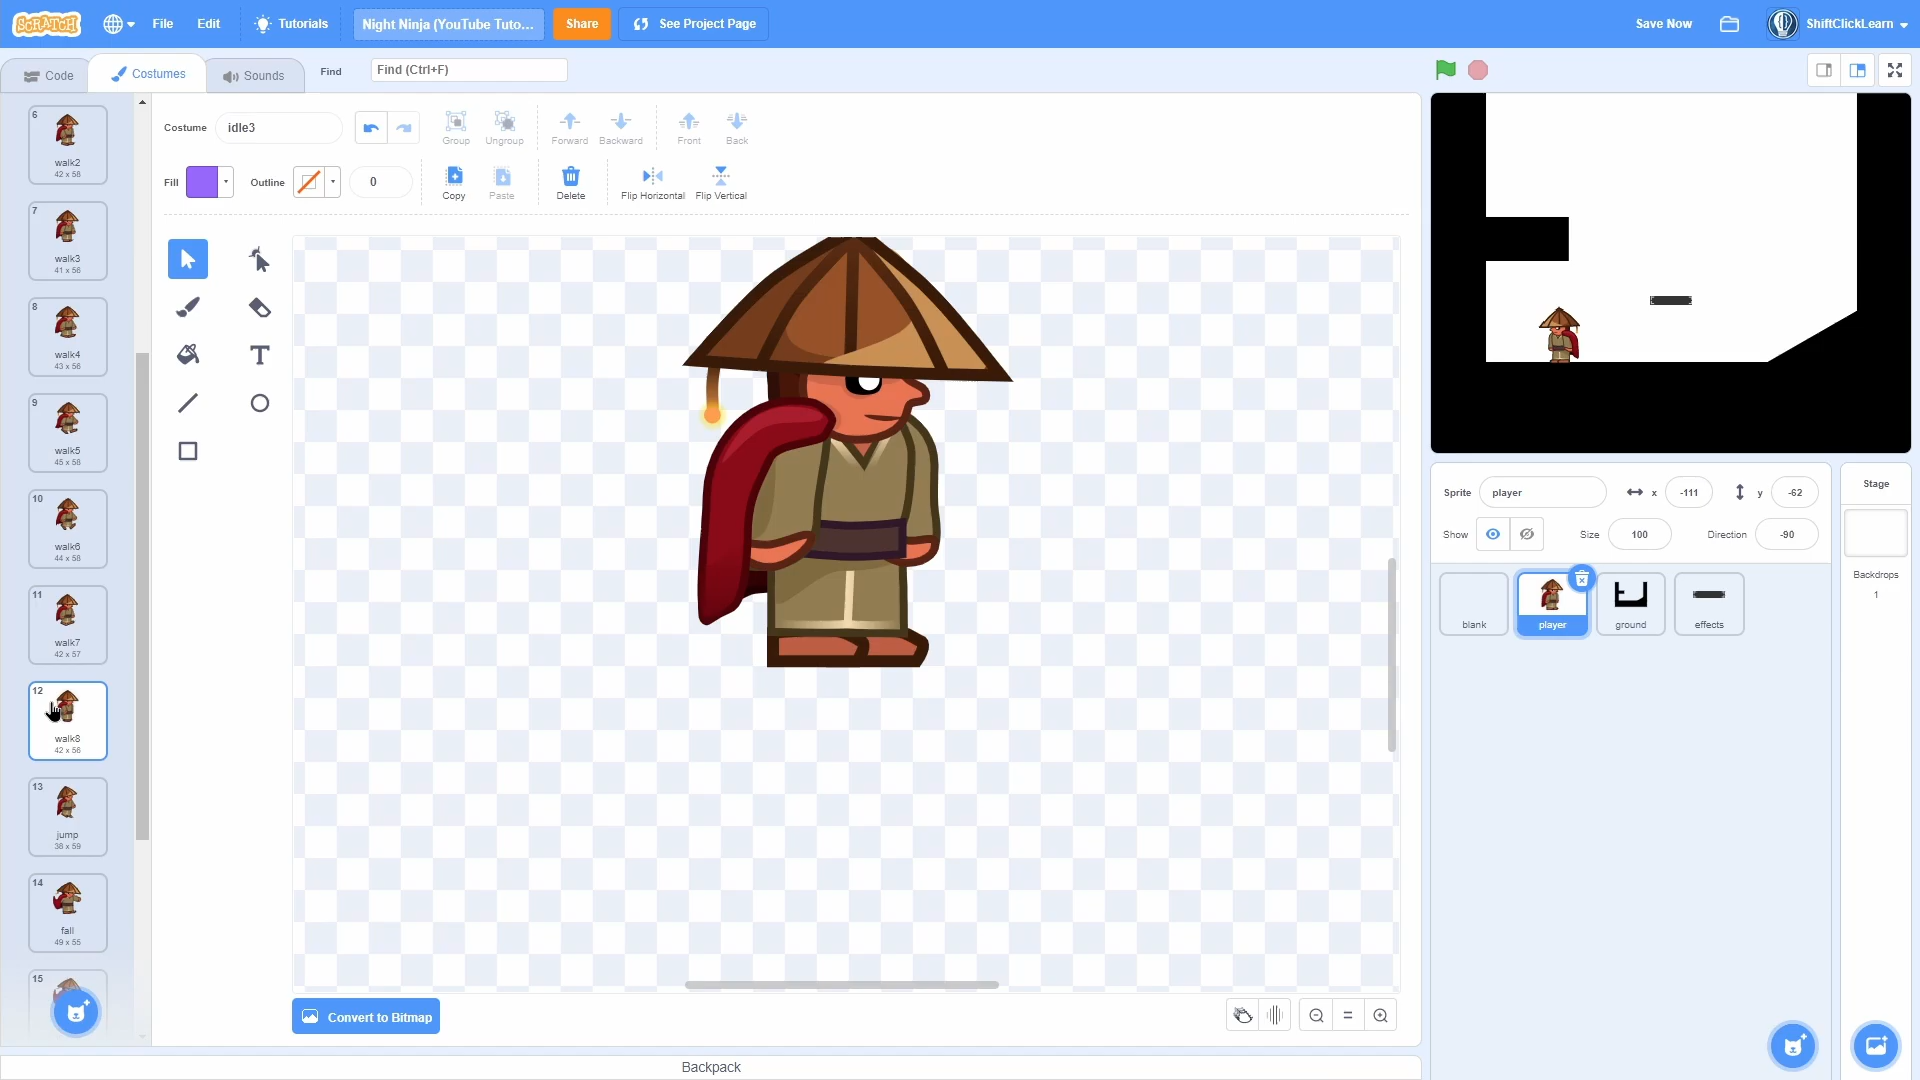 SCRATCH
File
Edit
Tutorials
Night Ninja (YouTube Tuto...
Share
See Project Page
Save Now
ShiftClickLearn
Code
Costumes
Sounds
Find
Find (Ctrl+F)
Costume
idle3
Group
Ungroup
Forward
Backward
Front
Back
Fill
Outline
0
Copy
Paste
Delete
Flip Horizontal
Flip Vertical
6
walk2
42 x 58
7
walk3
41 x 56
8
walk4
43 x 56
9
walk5
45 x 58
10
walk6
44 x 58
11
walk7
42 x 57
12
walk8
42 x 56
13
jump
38 x 59
14
fall
49 x 55
15
T
Convert to Bitmap
Backpack
Sprite
player
x
-111
y
-62
Show
Size
100
Direction
-90
blank
player
ground
effects
Stage
Backdrops
1